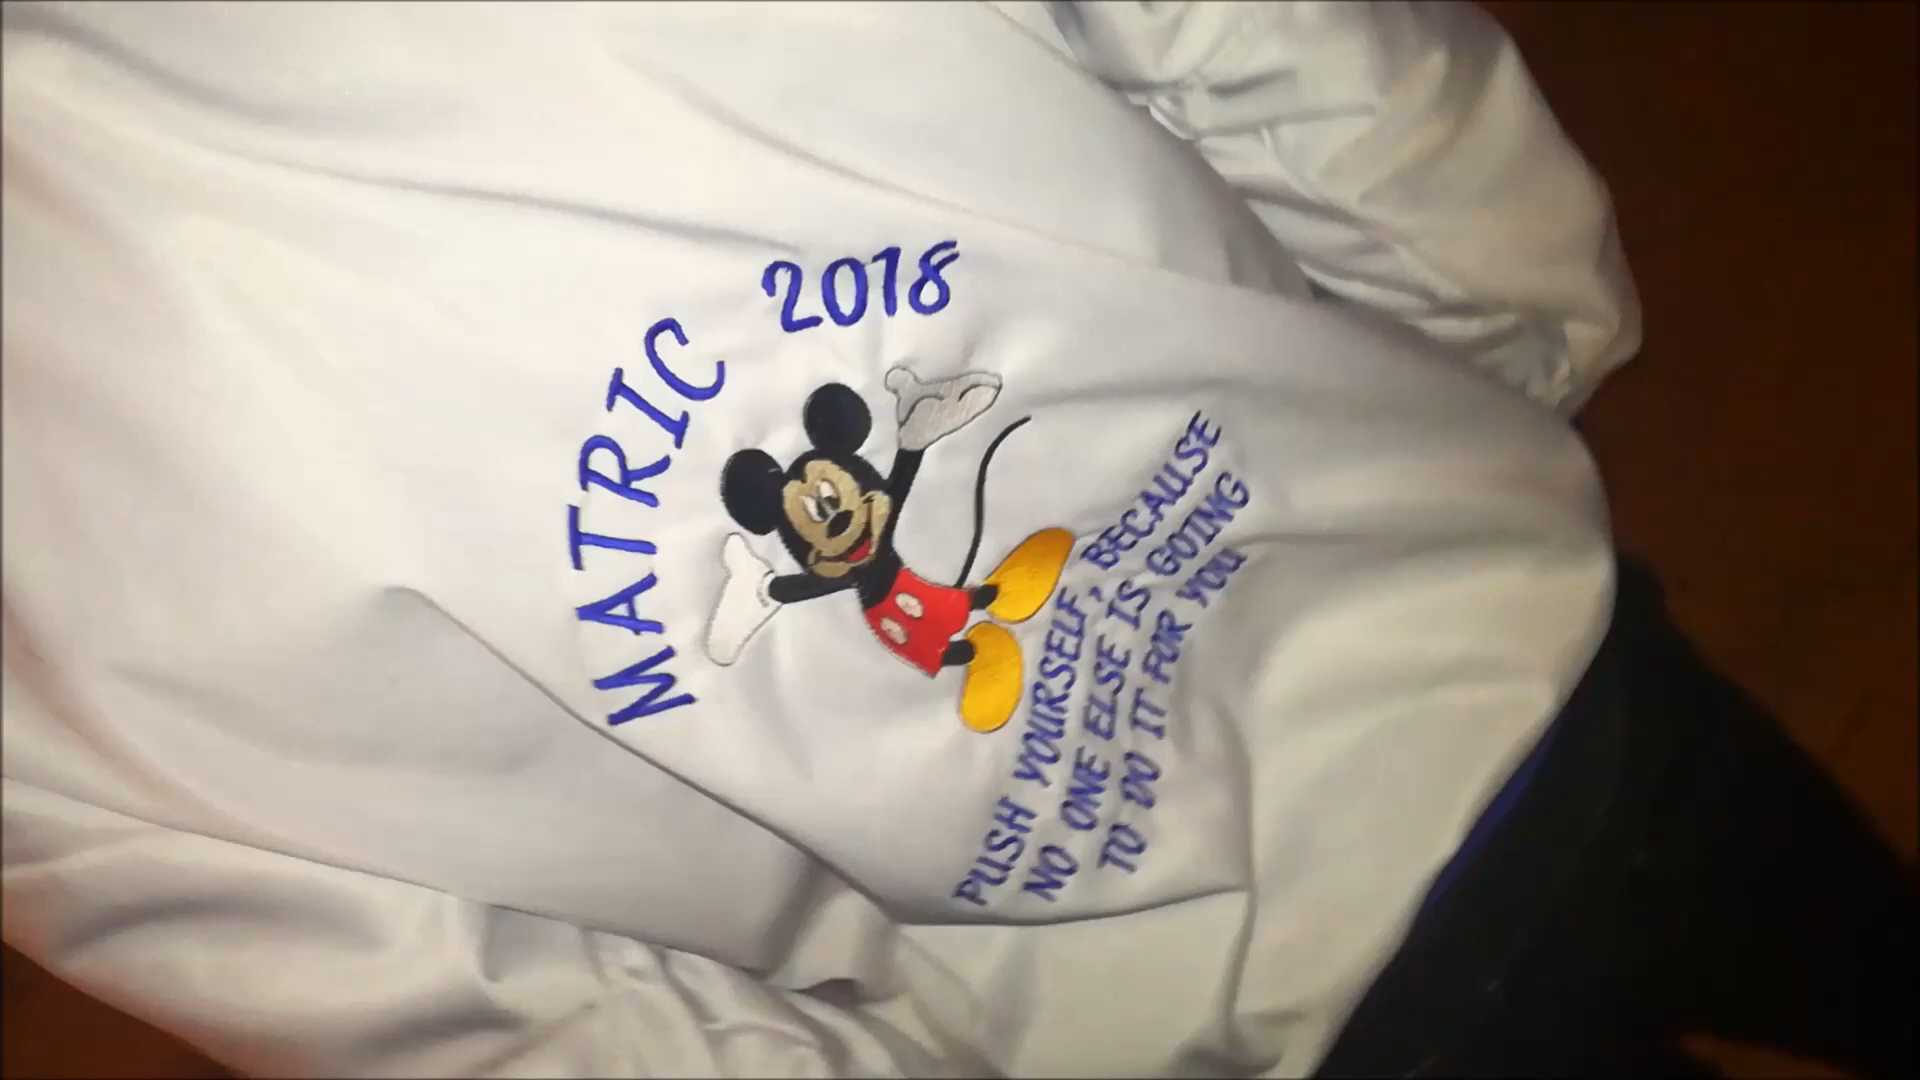 MATRIC 2018
PUSH YOURSELF, BECAUSE
NO ONE ELSE IS GOING
TO DO IT FOR YOU